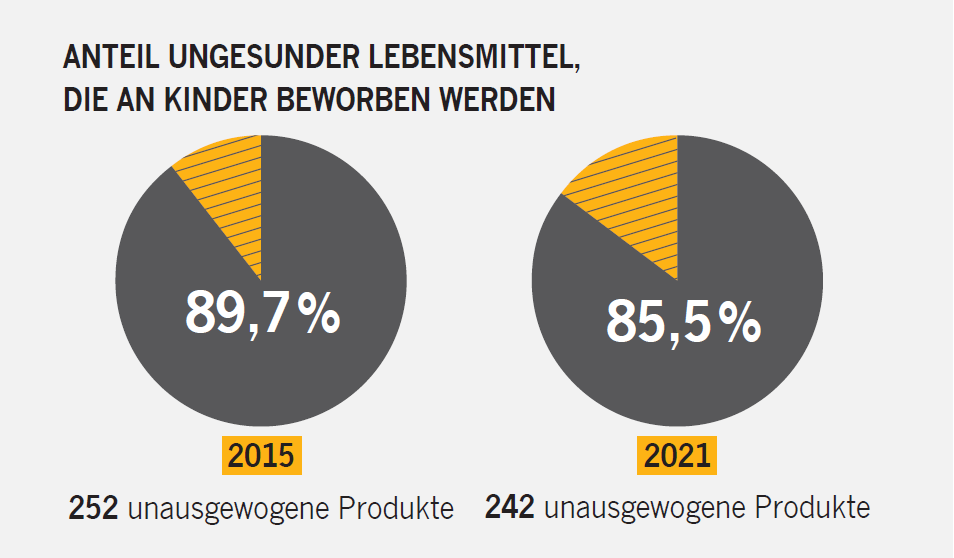 ANTEIL UNGESUNDER LEBENSMITTEL,
DIE AN KINDER BEWORBEN WERDEN
89,7 %
85,5 %
2015
2021
252 unausgewogene Produkte
242 unausgewogene Produkte